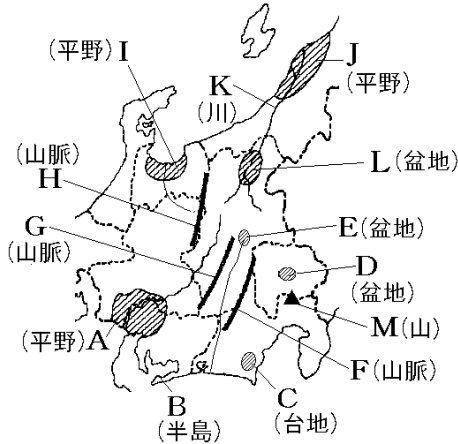 (平野) I
J
(平野)
K
(川)
(山脈)
H
L (盆地)
G
(山脈)
E (盆地)
D
(盆地)
M (山)
(平野) A
F (山脈)
B
(半島)
C
(台地)